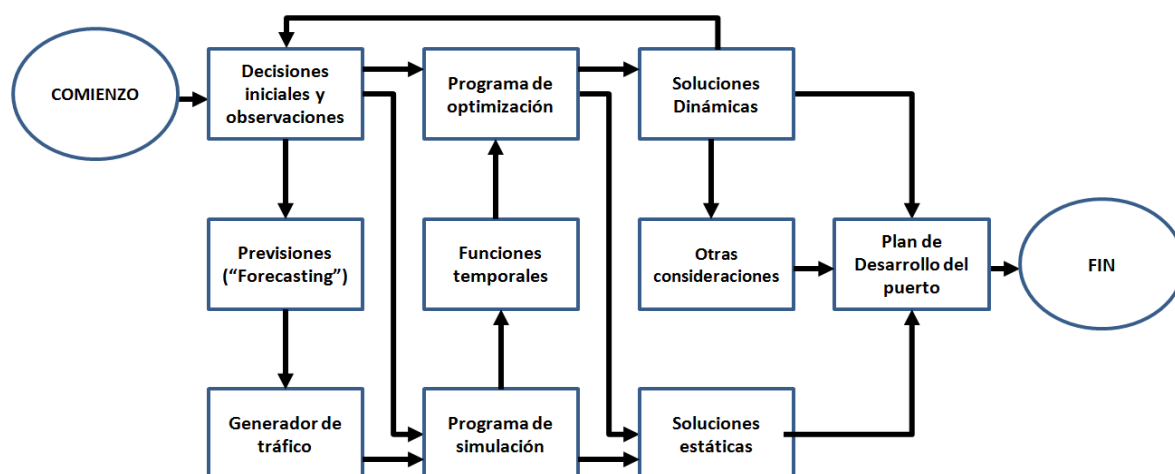 COMIENZO
Decisiones
iniciales y
observaciones
Programa de
optimización
Soluciones
Dinámicas
Previsiones
(“Forecasting”)
Funciones
temporales
Otras
consideraciones
Plan de
Desarrollo del
puerto
FIN
Generador de
tráfico
Programa de
simulación
Soluciones
estáticas